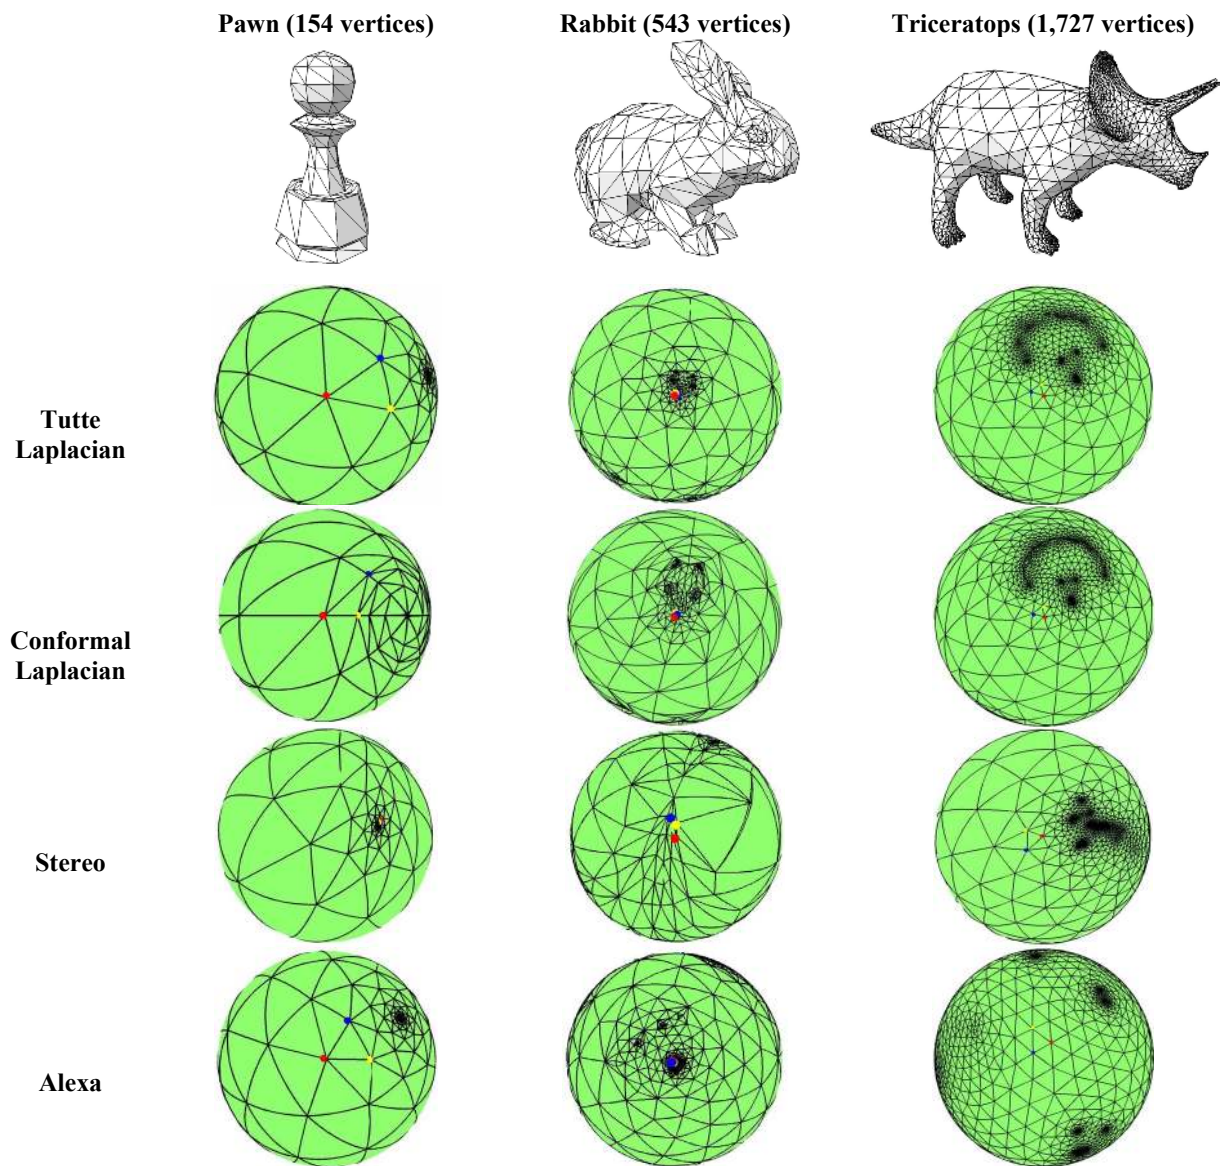 Pawn (154 vertices)
Rabbit (543 vertices)
Triceratops (1,727 vertices)
Tutte
Laplacian
Conformal
Laplacian
Stereo
Alexa